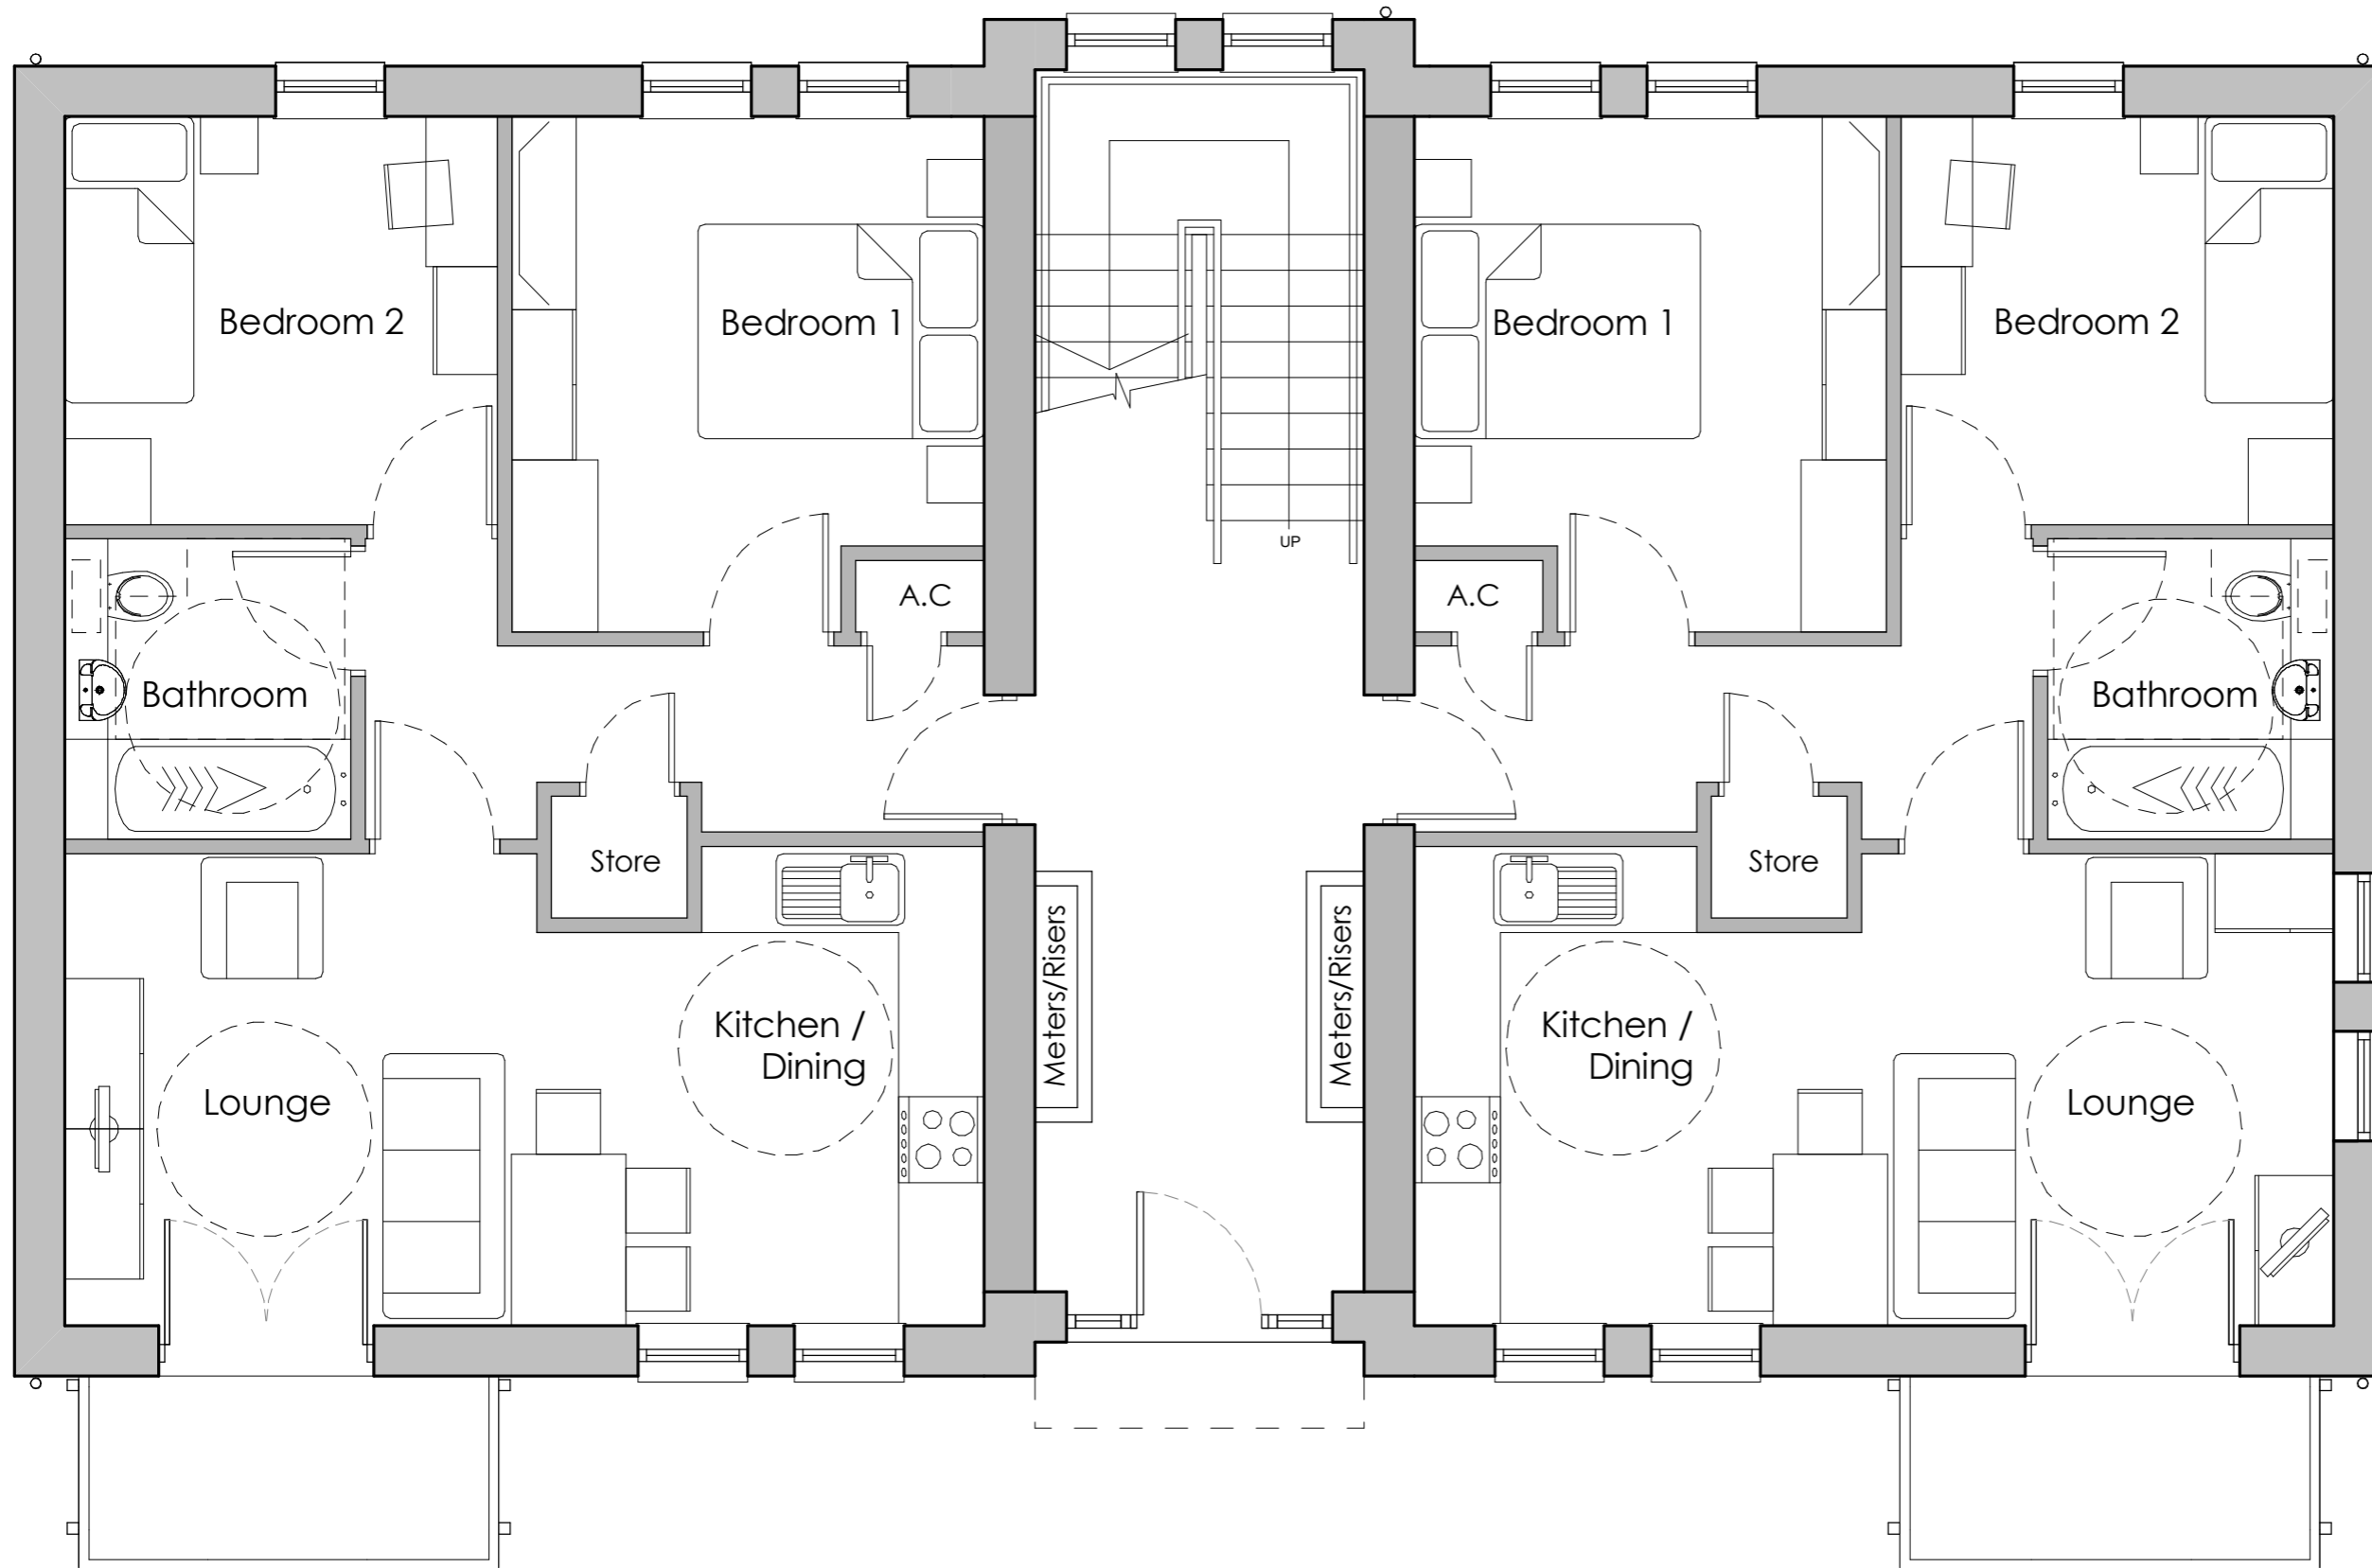 Bedroom 2
Bedroom 1
Bedroom 1
Bedroom 2
UP
A.C
A.C
Bathroom
Bathroom
Store
Store
Meters/Risers
Meters/Risers
Kitchen /
Dining
Kitchen /
Dining
Lounge
Lounge